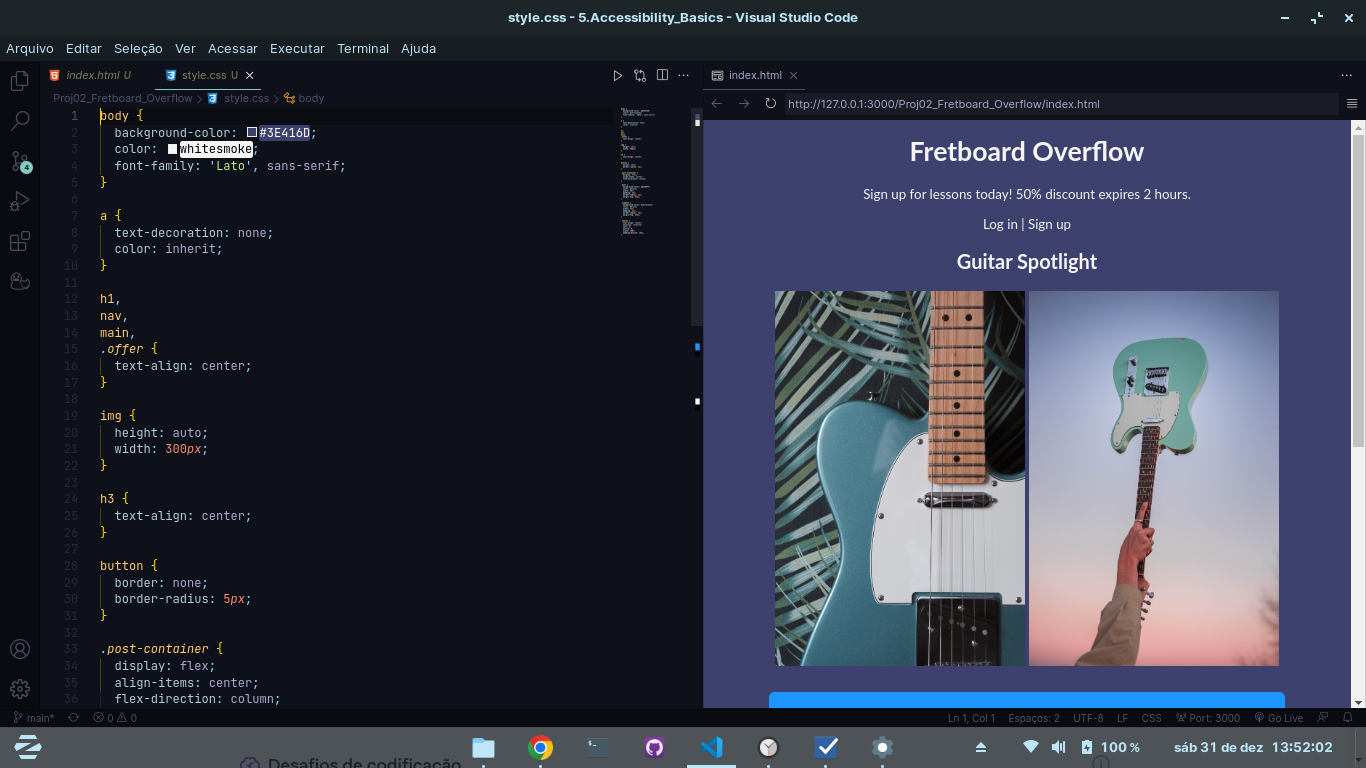 style.css - 5.Accessibility_Basics - Visual Studio Code
Arquivo Editar Seleção Ver Acessar Executar Terminal Ajuda
index.html U style.css U
Proj02_Fretboard_Overflow > style.css > body
1 body {
2 background-color: #3E416D;
3 color: whitesmoke;
4 font-family: 'Lato', sans-serif;
5 }
6
7 a {
8 text-decoration: none;
9 color: inherit;
10 }
11
12 h1,
13 nav,
14 main,
15 .offer {
16 text-align: center;
17 }
18
19 img {
20 height: auto;
21 width: 300px;
22 }
23
24 h3 {
25 text-align: center;
26 }
27
28 button {
29 border: none;
30 border-radius: 5px;
31 }
32
33 .post-container {
34 display: flex;
35 align-items: center;
36 flex-direction: column;
4
index.html
http://127.0.0.1:3000/Proj02_Fretboard_Overflow/index.html
Fretboard Overflow
Sign up for lessons today! 50% discount expires 2 hours.
Log in | Sign up
Guitar Spotlight
main* 0 0 Ln 1, Col 1 Espaços: 2 UTF-8 LF CSS Port: 3000 Go Live
Desafios de codificação
100 % sáb 31 de dez 13:52:02